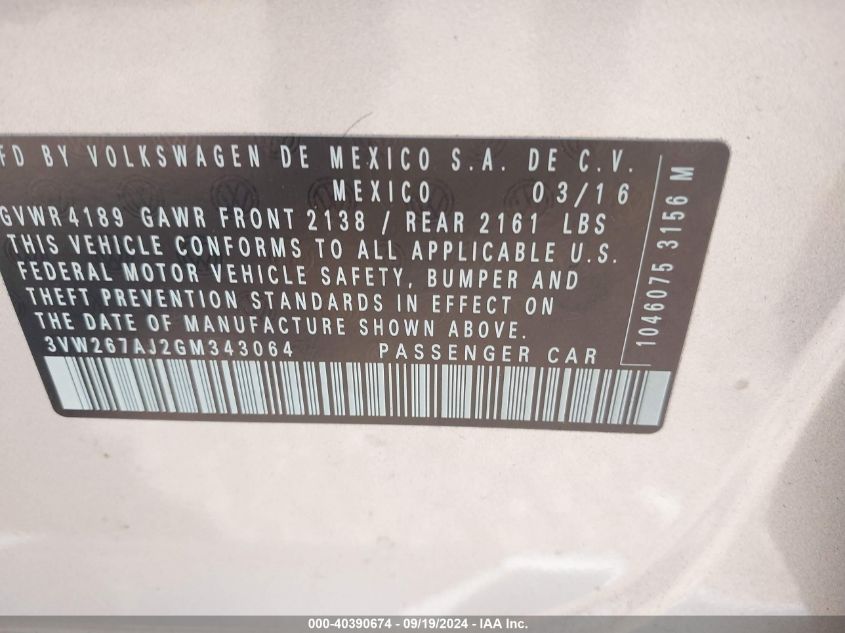 FD BY VOLKSWAGEN DE MEXICO S.A. DE C.V.
MEXICO 03/16
GVWR 4189 GAWR FRONT 2138 / REAR 2161 LBS
THIS VEHICLE CONFORMS TO ALL APPLICABLE U.S.
FEDERAL MOTOR VEHICLE SAFETY, BUMPER AND
THEFT PREVENTION STANDARDS IN EFFECT ON
THE DATE OF MANUFACTURE SHOWN ABOVE.
3VW267AJ2GM343064 PASSENGER CAR
1046075 3156 M
000-40390674 - 09/19/2024 - IAA Inc.